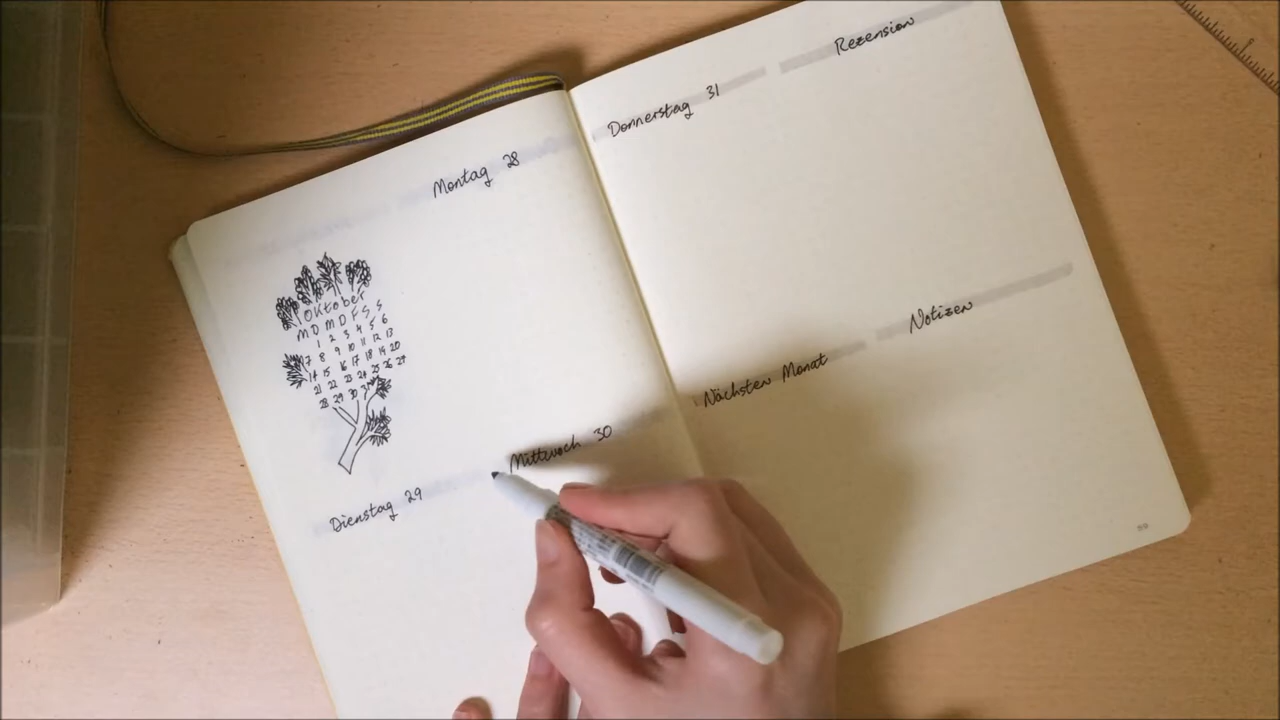 Montag 28
Oktober
M D M D F S S
1 2 3 4 5 6
7 8 9 10 11 12 13
14 15 16 17 18 19 20
21 22 23 24 25 26 27
28 29 30 31
Dienstag 29
Mittwoch 30
Donnerstag 31
Rezension
Nächsten Monat
Notizen